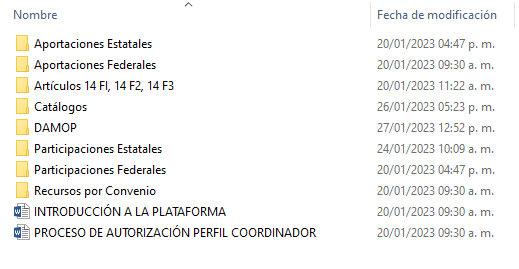 Nombre Fecha de modificación
Aportaciones Estatales 20/01/2023 04:47 p. m.
Aportaciones Federales 20/01/2023 09:30 a. m.
Artículos 14 FI, 14 F2, 14 F3 20/01/2023 11:22 a. m.
Catálogos 26/01/2023 05:23 p. m.
DAMOP 27/01/2023 12:52 p. m.
Participaciones Estatales 24/01/2023 10:09 a. m.
Participaciones Federales 20/01/2023 04:47 p. m.
Recursos por Convenio 20/01/2023 09:30 a. m.
INTRODUCCIÓN A LA PLATAFORMA 20/01/2023 09:30 a. m.
PROCESO DE AUTORIZACIÓN PERFIL COORDINADOR 20/01/2023 09:30 a. m.